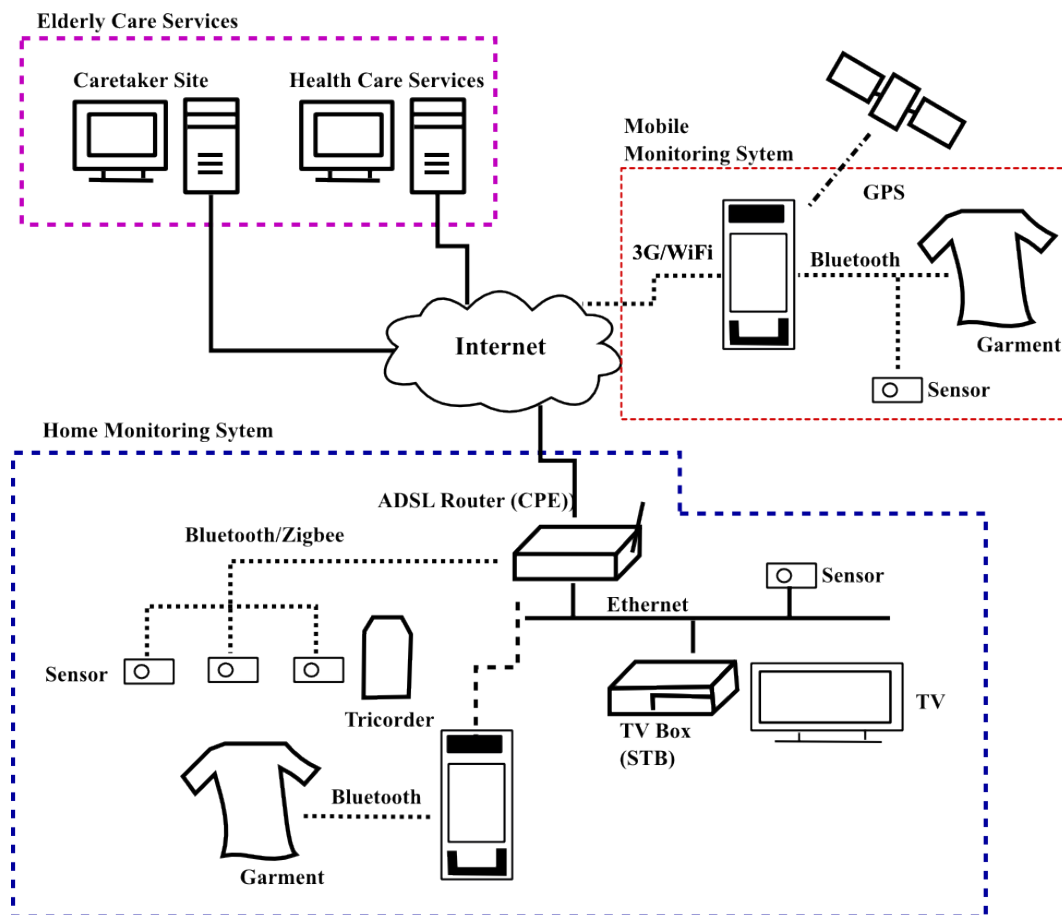 Elderly Care Services
Caretaker Site
Health Care Services
Mobile
Monitoring Sytem
GPS
3G/WiFi
Bluetooth
Garment
Sensor
Internet
Home Monitoring Sytem
ADSL Router (CPE))
Bluetooth/Zigbee
Sensor
Ethernet
Sensor
Tricorder
TV
TV Box
(STB)
Bluetooth
Garment